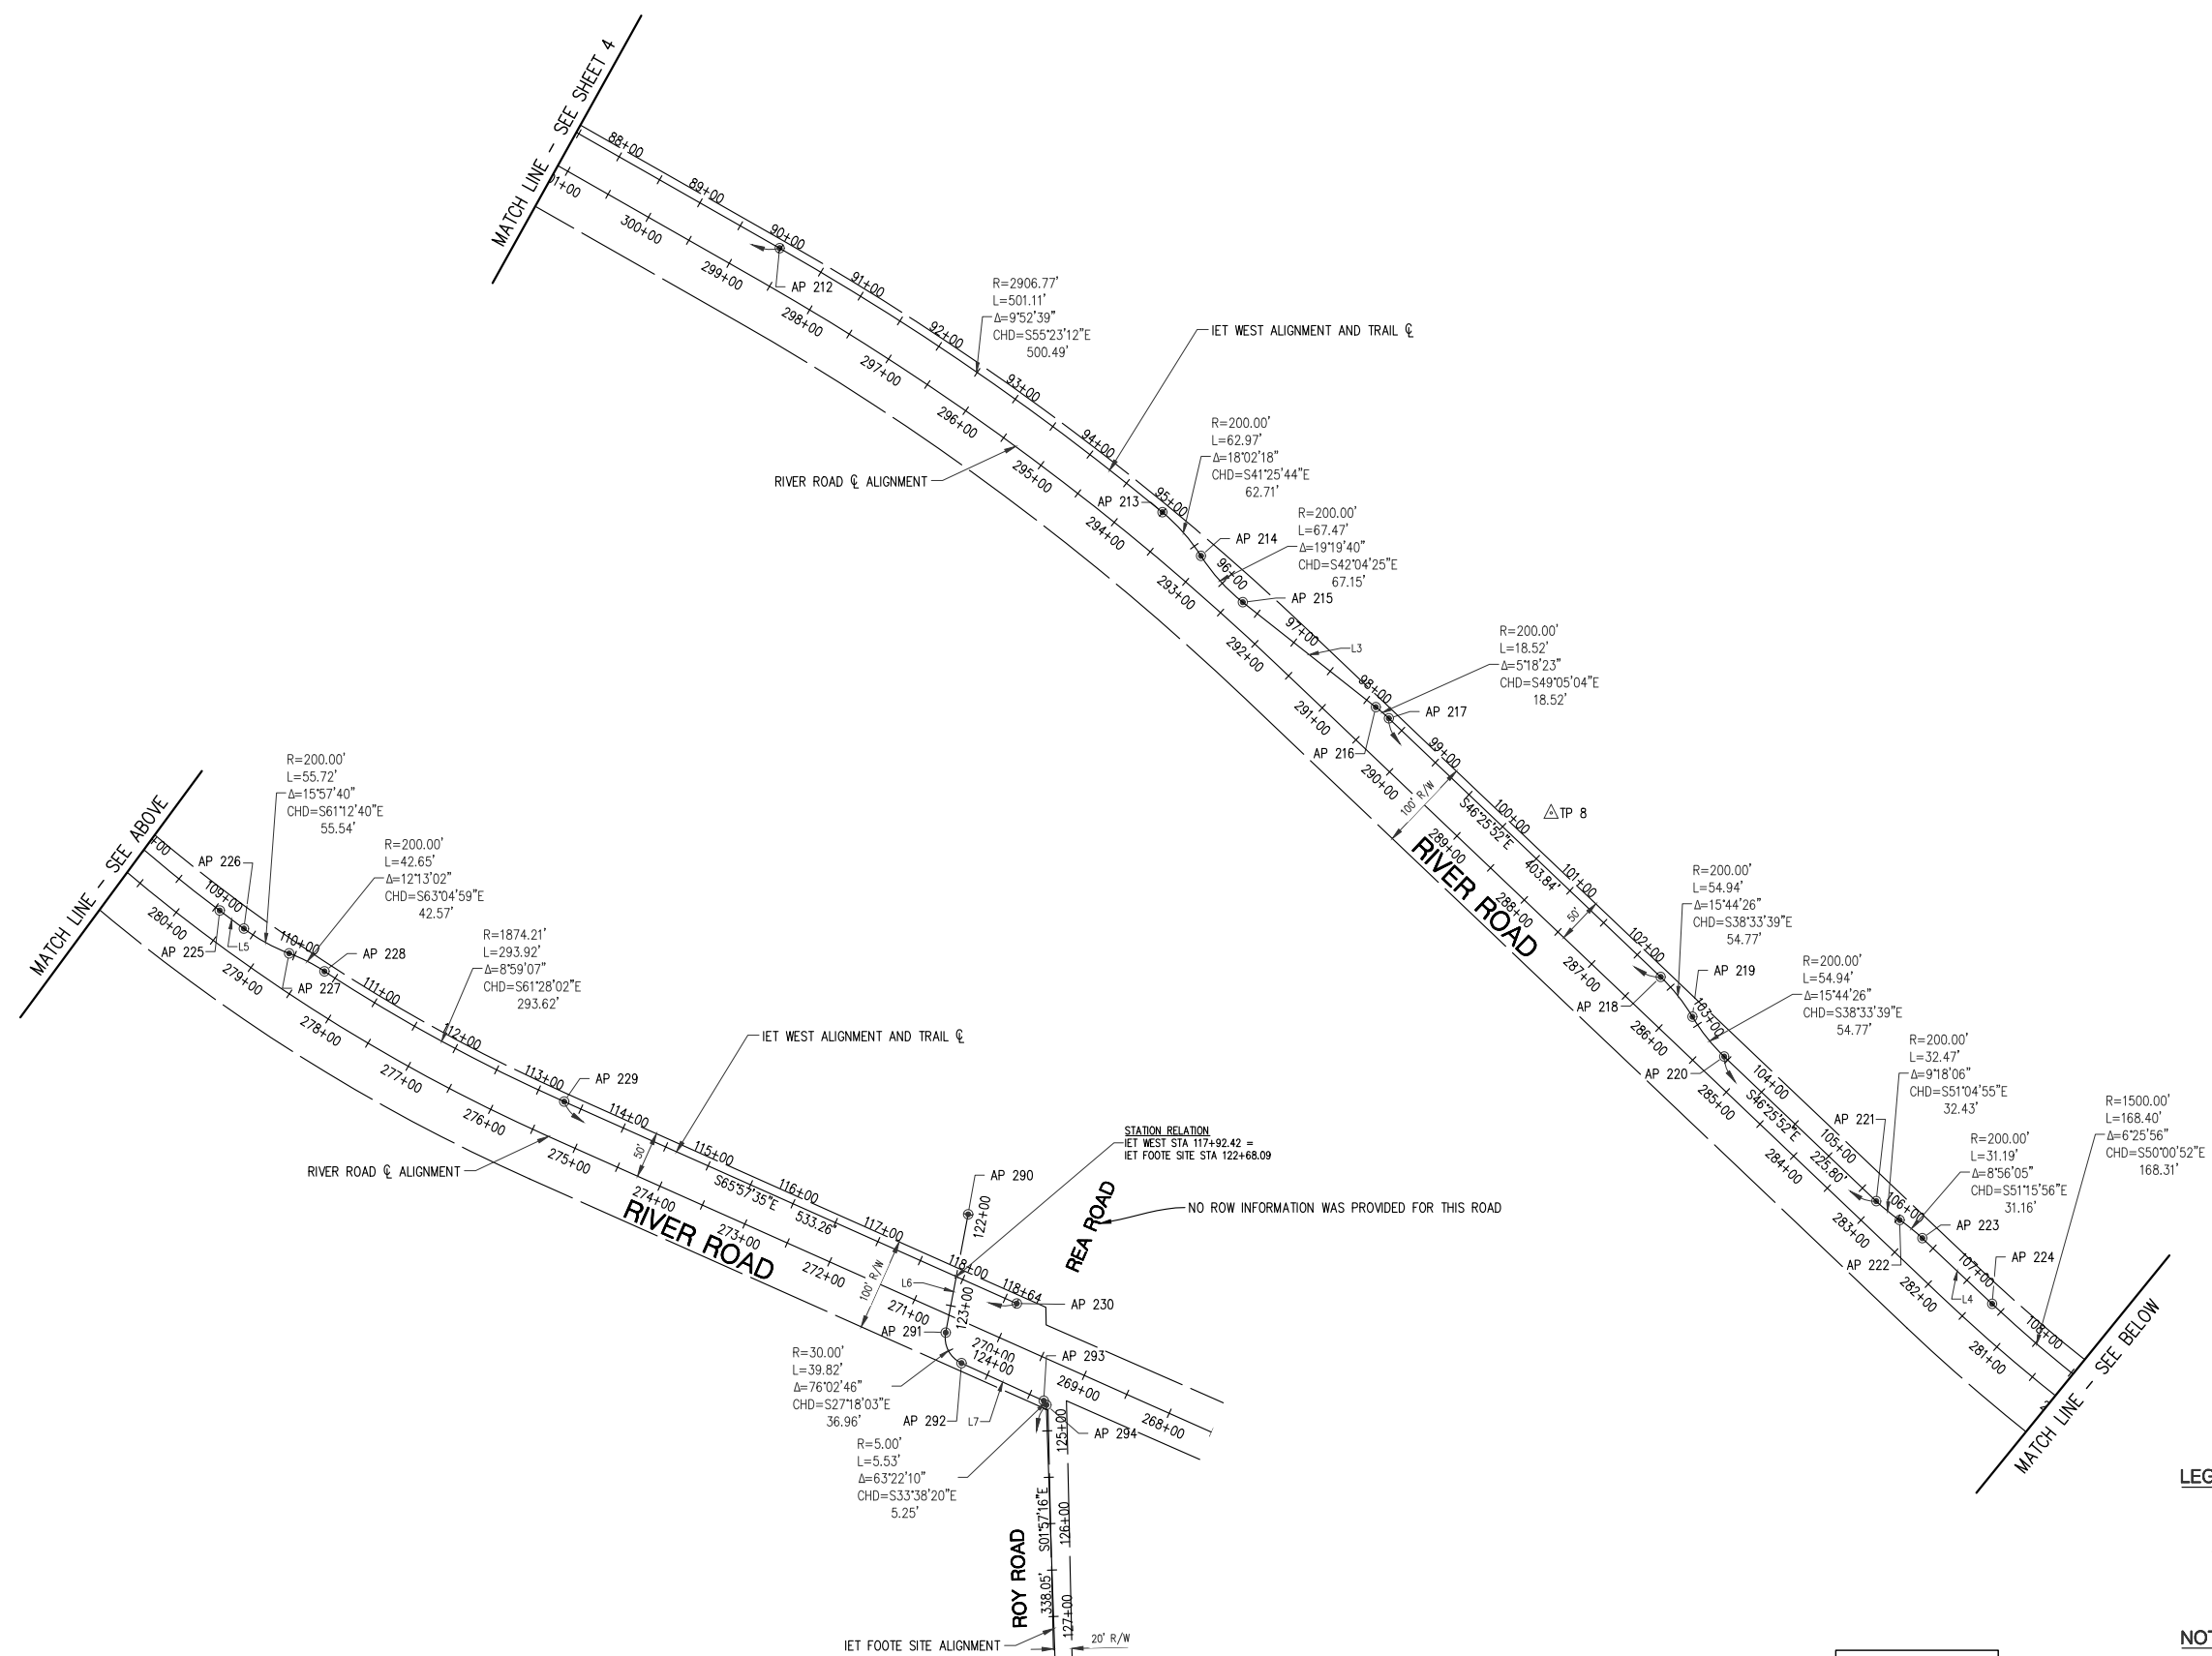 MATCH LINE - SEE SHEET 4
88+00
89+00
90+00
91+00
92+00
93+00
94+00
95+00
96+00
97+00
98+00
99+00
100+00
101+00
102+00
103+00
104+00
105+00
106+00
107+00
108+00
01+00
300+00
299+00
298+00
297+00
296+00
295+00
294+00
293+00
292+00
291+00
290+00
289+00
288+00
287+00
286+00
285+00
284+00
283+00
282+00
281+00
AP 212
R=2906.77'
L=501.11'
Δ=9°52'39"
CHD=S55°23'12"E
500.49'
IET WEST ALIGNMENT AND TRAIL ℄
RIVER ROAD ℄ ALIGNMENT
R=200.00'
L=62.97'
Δ=18°02'18"
CHD=S41°25'44"E
62.71'
AP 213
AP 214
R=200.00'
L=67.47'
Δ=19°19'40"
CHD=S42°04'25"E
67.15'
AP 215
L3
R=200.00'
L=18.52'
Δ=5°18'23"
CHD=S49°05'04"E
18.52'
AP 216
AP 217
100' R/W
RIVER ROAD
S46°25'52"E
403.84'
TP 8
50'
R=200.00'
L=54.94'
Δ=15°44'26"
CHD=S38°33'39"E
54.77'
AP 218
AP 219
R=200.00'
L=54.94'
Δ=15°44'26"
CHD=S38°33'39"E
54.77'
AP 220
S46°25'52"E
225.80'
AP 221
R=200.00'
L=32.47'
Δ=9°18'06"
CHD=S51°04'55"E
32.43'
AP 222
R=200.00'
L=31.19'
Δ=8°56'05"
CHD=S51°15'56"E
31.16'
AP 223
L4
AP 224
R=1500.00'
L=168.40'
Δ=6°25'56"
CHD=S50°00'52"E
168.31'
MATCH LINE - SEE BELOW
MATCH LINE - SEE ABOVE
+00
109+00
110+00
111+00
112+00
113+00
114+00
115+00
116+00
117+00
118+00
118+64
280+00
279+00
278+00
277+00
276+00
275+00
274+00
273+00
272+00
271+00
270+00
269+00
268+00
AP 225
AP 226
L5
R=200.00'
L=55.72'
Δ=15°57'40"
CHD=S61°12'40"E
55.54'
AP 227
R=200.00'
L=42.65'
Δ=12°13'02"
CHD=S63°04'59"E
42.57'
AP 228
R=1874.21'
L=293.92'
Δ=8°59'07"
CHD=S61°28'02"E
293.62'
AP 229
IET WEST ALIGNMENT AND TRAIL ℄
RIVER ROAD ℄ ALIGNMENT
50'
S65°57'35"E
533.26
RIVER ROAD
100' R/W
STATION RELATION
IET WEST STA 117+92.42 =
IET FOOTE SITE STA 122+68.09
AP 290
122+00
REA ROAD
NO ROW INFORMATION WAS PROVIDED FOR THIS ROAD
L6
123+00
AP 230
AP 291
R=30.00'
L=39.82'
Δ=76°02'46"
CHD=S27°18'03"E
36.96'
AP 292
124+00
L7
AP 293
AP 294
R=5.00'
L=5.53'
Δ=63°22'10"
CHD=S33°38'20"E
5.25'
125+00
126+00
127+00
S01°57'16"E
338.05'
ROY ROAD
IET FOOTE SITE ALIGNMENT
20' R/W
LEG
NOT